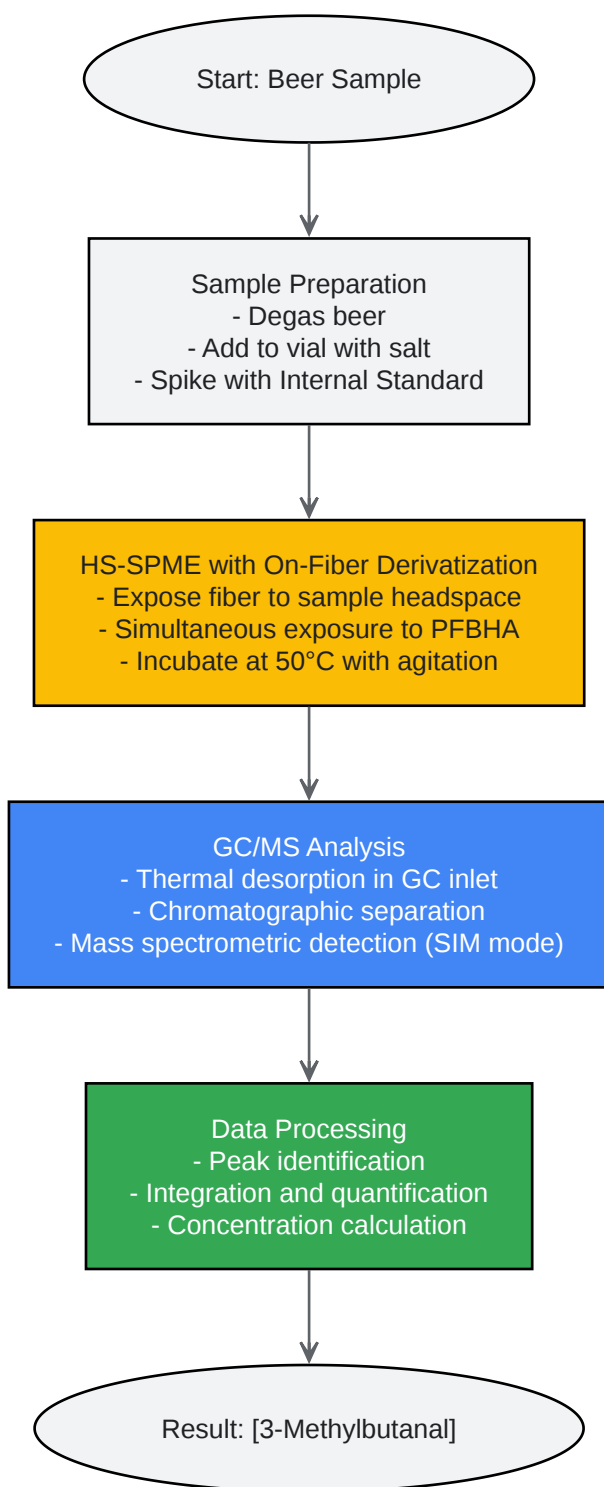 Start: Beer Sample
Sample Preparation
- Degas beer
- Add to vial with salt
- Spike with Internal Standard
HS-SPME with On-Fiber Derivatization
- Expose fiber to sample headspace
- Simultaneous exposure to PFBHA
- Incubate at 50°C with agitation
GC/MS Analysis
- Thermal desorption in GC inlet
- Chromatographic separation
- Mass spectrometric detection (SIM mode)
Data Processing
- Peak identification
- Integration and quantification
- Concentration calculation
Result: [3-Methylbutanal]